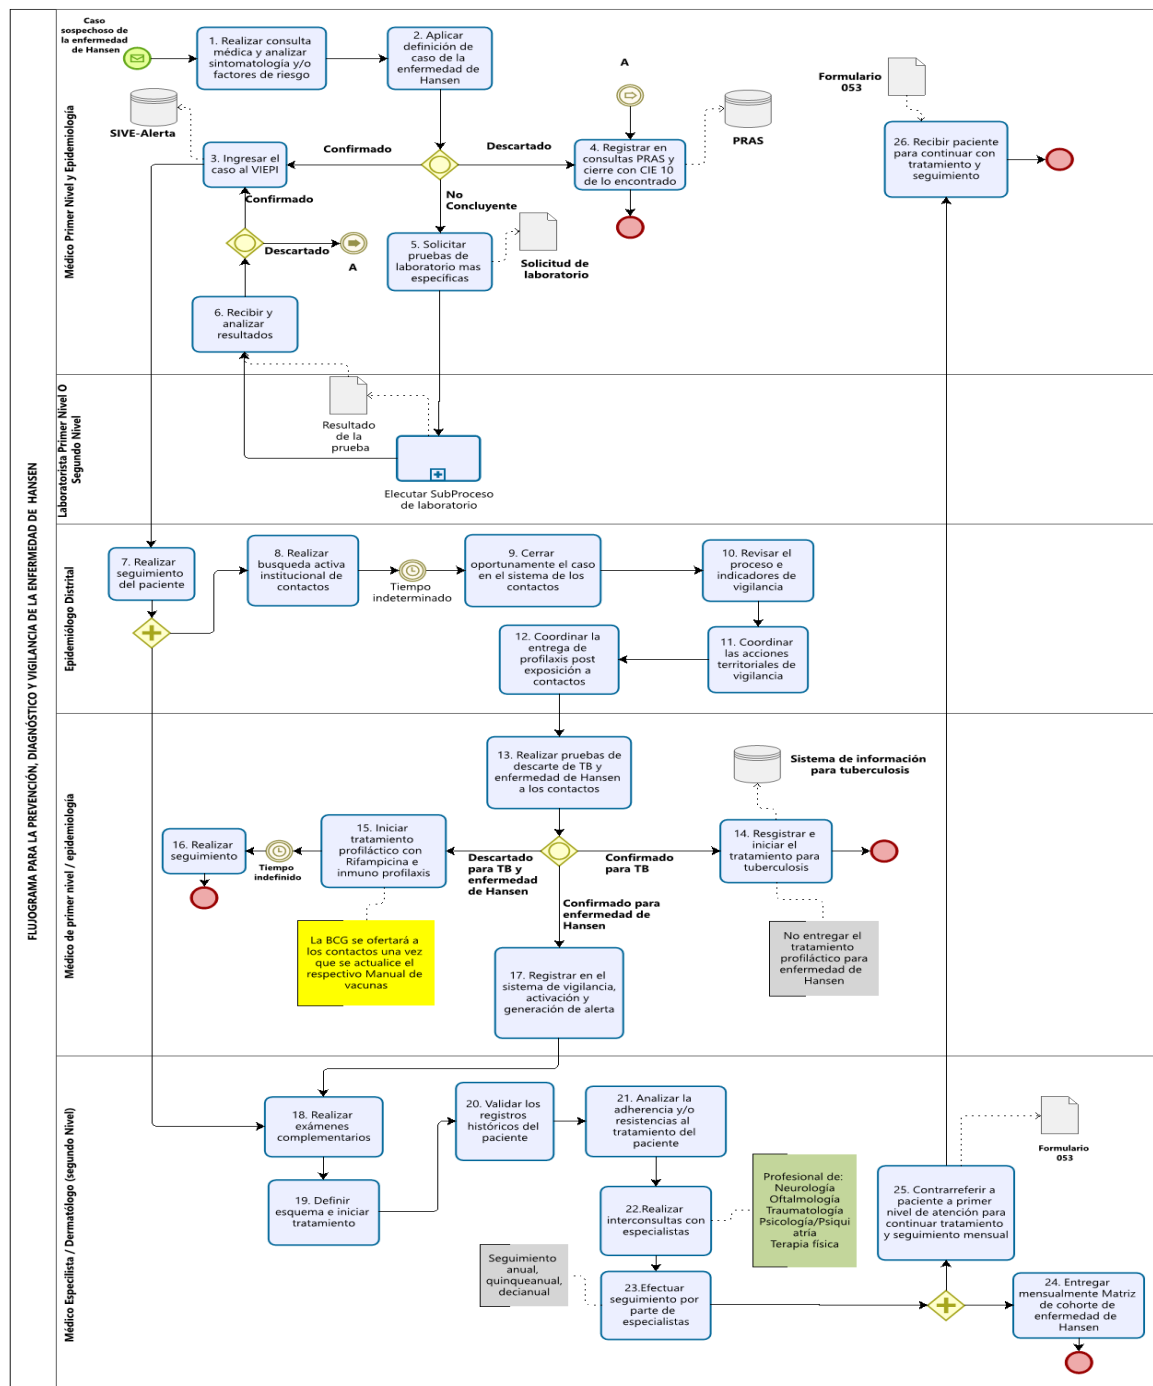 FLUJOGRAMA PARA LA PREVENCIÓN, DIAGNÓSTICO Y VIGILANCIA DE LA ENFERMEDAD DE HANSEN
Médico Primer Nivel y Epidemiología
Caso
sospechoso de
la enfermedad
de Hansen
1. Realizar consulta
médica y analizar
sintomatología y/o
factores de riesgo
2. Aplicar
definición de
caso de la
enfermedad de
Hansen
A
Formulario
053
SIVE-Alerta
PRAS
3. Ingresar el
caso al VIEPI
Confirmado
Descartado
4. Registrar en
consultas PRAS y
cierre con CIE 10
de lo encontrado
26. Recibir paciente
para continuar con
tratamiento y
seguimiento
Confirmado
No
Concluyente
Descartado
A
5. Solicitar
pruebas de
laboratorio mas
específicas
Solicitud de
laboratorio
6. Recibir y
analizar
resultados
Laboratorista Primer Nivel O
Segundo Nivel
Resultado
de la
prueba
Elecutar SubProceso
de laboratorio
Epidemiólogo Distrital
7. Realizar
seguimiento
del paciente
8. Realizar
busqueda activa
institucional de
contactos
Tiempo
indeterminado
9. Cerrar
oportunamente el caso
en el sistema de los
contactos
10. Revisar el
proceso e
indicadores de
vigilancia
12. Coordinar la
entrega de
profilaxis post
exposición a
contactos
11. Coordinar
las acciones
territoriales de
vigilancia
Médico de primer nivel / epidemiología
13. Realizar pruebas de
descarte de TB y
enfermedad de Hansen
a los contactos
Sistema de información
para tuberculosis
16. Realizar
seguimiento
Tiempo
indefinido
15. Iniciar
tratamiento
profiláctico con
Rifampicina e
inmuno profilaxis
Descartado
para TB y
enfermedad
de Hansen
Confirmado
para TB
14. Resgistrar e
iniciar el
tratamiento para
tuberculosis
Confirmado para
enfermedad de
Hansen
La BCG se ofertará a
los contactos una vez
que se actualice el
respectivo Manual de
vacunas
No entregar el
tratamiento
profiláctico para
enfermedad de
Hansen
17. Registrar en el
sistema de vigilancia,
activación y
generación de alerta
Médico Especilista / Dermatólogo (segundo Nivel)
18. Realizar
exámenes
complementarios
20. Validar los
registros
históricos del
paciente
21. Analizar la
adherencia y/o
resistencias al
tratamiento del
paciente
Formulario
053
19. Definir
esquema e iniciar
tratamiento
22.Realizar
interconsultas con
especialistas
Profesional de:
Neurología
Oftalmología
Traumatología
Psicología/Psiqui
atría
Terapia física
25. Contrarreferir a
paciente a primer
nivel de atención para
continuar tratamiento
y seguimiento mensual
Seguimiento
anual,
quinqueanual,
decianual
23.Efectuar
seguimiento por
parte de
especialistas
24. Entregar
mensualmente Matriz
de cohorte de
enfermedad de
Hansen